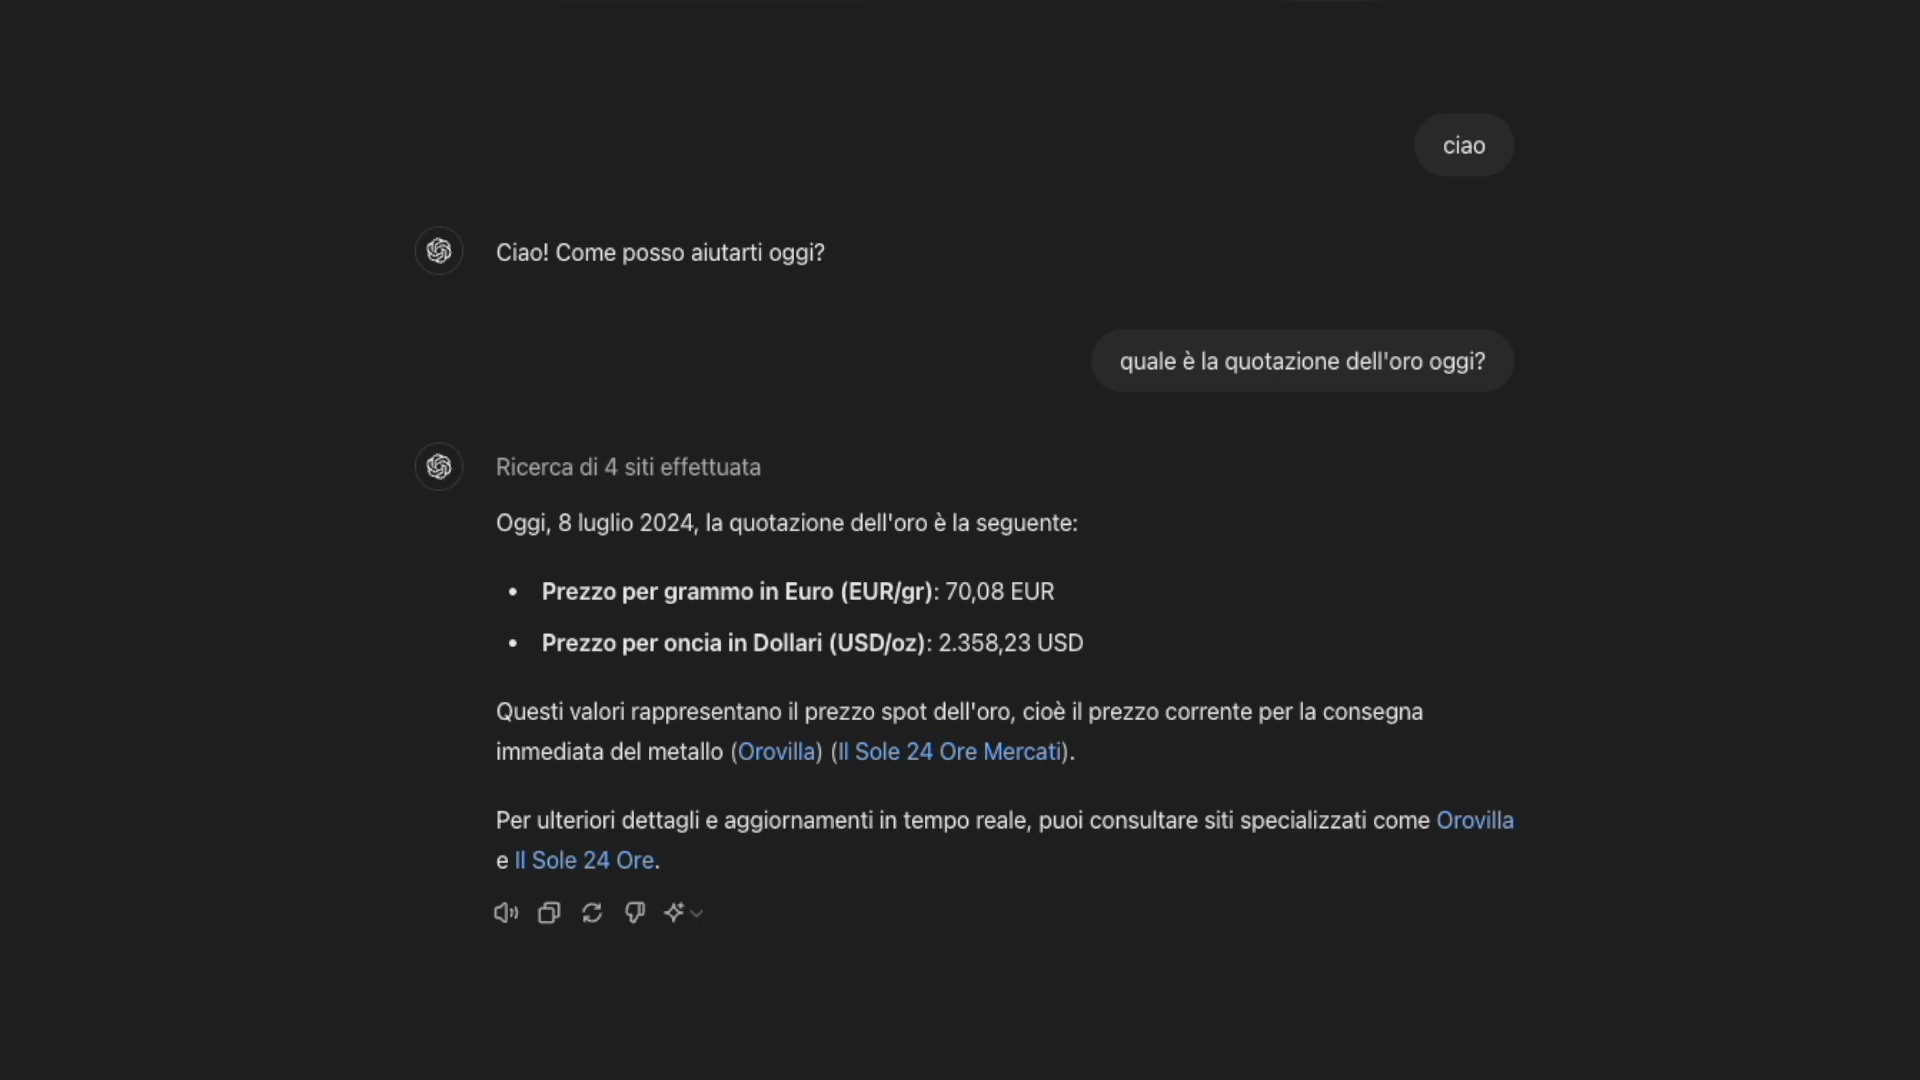 ciao
Ciao! Come posso aiutarti oggi?
quale è la quotazione dell'oro oggi?
Ricerca di 4 siti effettuata
Oggi, 8 luglio 2024, la quotazione dell'oro è la seguente:
• Prezzo per grammo in Euro (EUR/gr): 70,08 EUR
• Prezzo per oncia in Dollari (USD/oz): 2.358,23 USD
Questi valori rappresentano il prezzo spot dell'oro, cioè il prezzo corrente per la consegna
immediata del metallo (Orovilla) (Il Sole 24 Ore Mercati).
Per ulteriori dettagli e aggiornamenti in tempo reale, puoi consultare siti specializzati come Orovilla
e Il Sole 24 Ore.